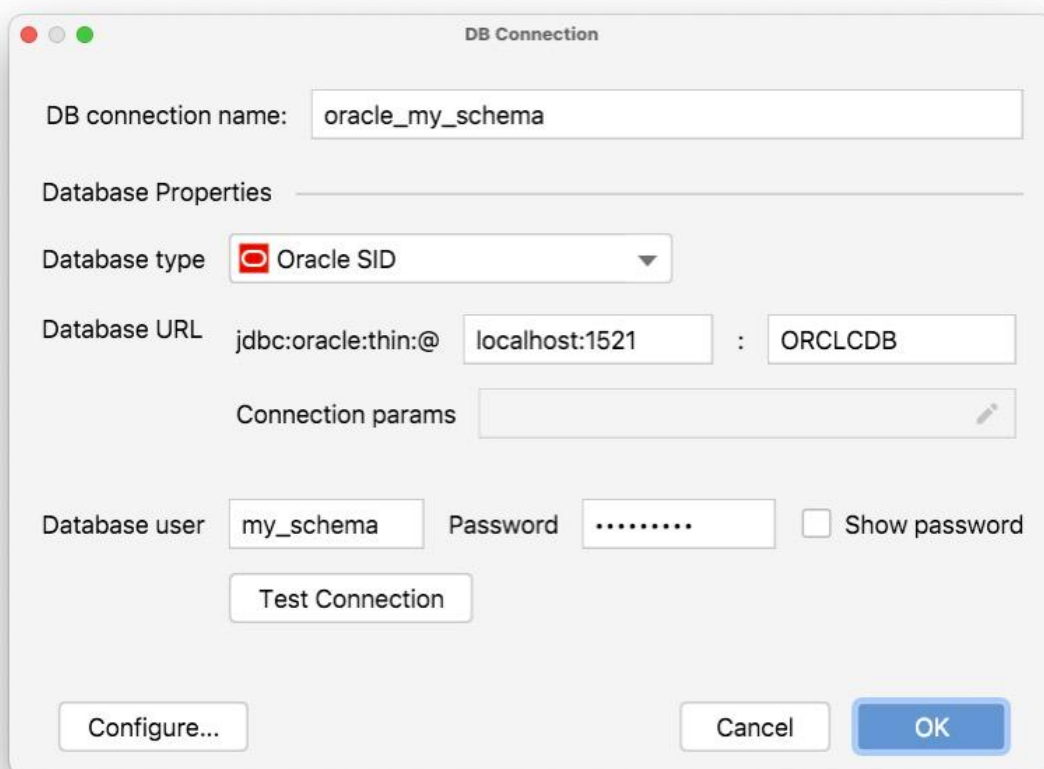 DB Connection
DB connection name: oracle_my_schema
Database Properties
Database type Oracle SID
Database URL jdbc:oracle:thin:@ localhost:1521 : ORCLCDB
Connection params
Database user my_schema Password ••••••••• Show password
Test Connection
Configure... Cancel OK